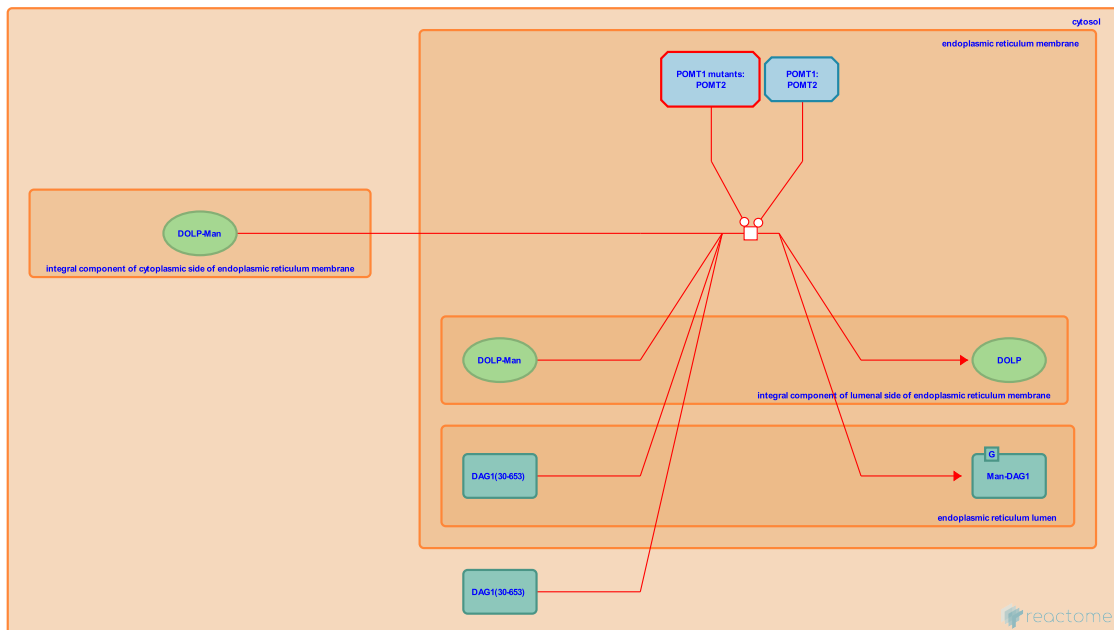 cytosol
endoplasmic reticulum membrane
POMT1 mutants:
POMT2
POMT1:
POMT2
DOLP-Man
integral component of cytoplasmic side of endoplasmic reticulum membrane
DOLP-Man
DOLP
integral component of lumenal side of endoplasmic reticulum membrane
G
DAG1(30-653)
Man-DAG1
endoplasmic reticulum lumen
DAG1(30-653)
reactome